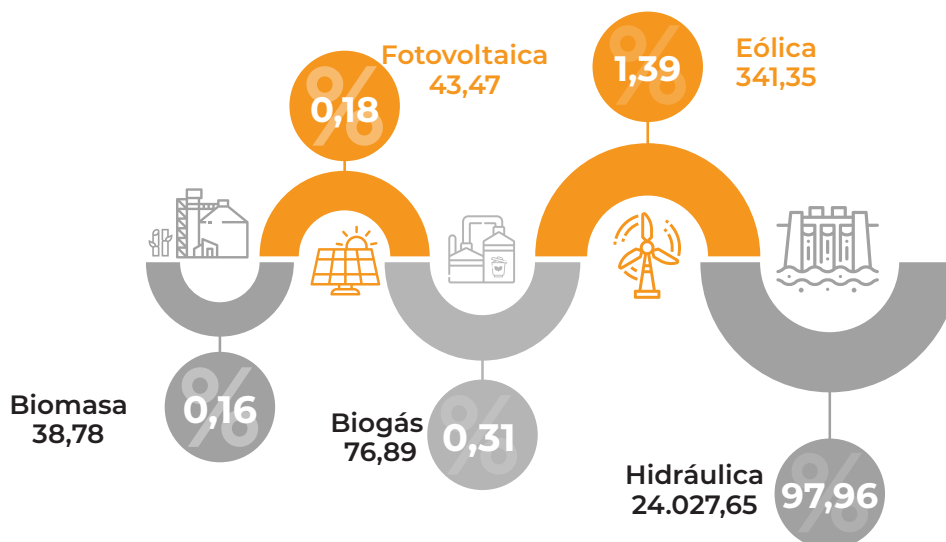 Fotovoltaica
43,47
% 0,18
Eólica
341,35
% 1,39
Biomasa
38,78
% 0,16
Biogás
76,89
% 0,31
Hidráulica
24.027,65
% 97,96